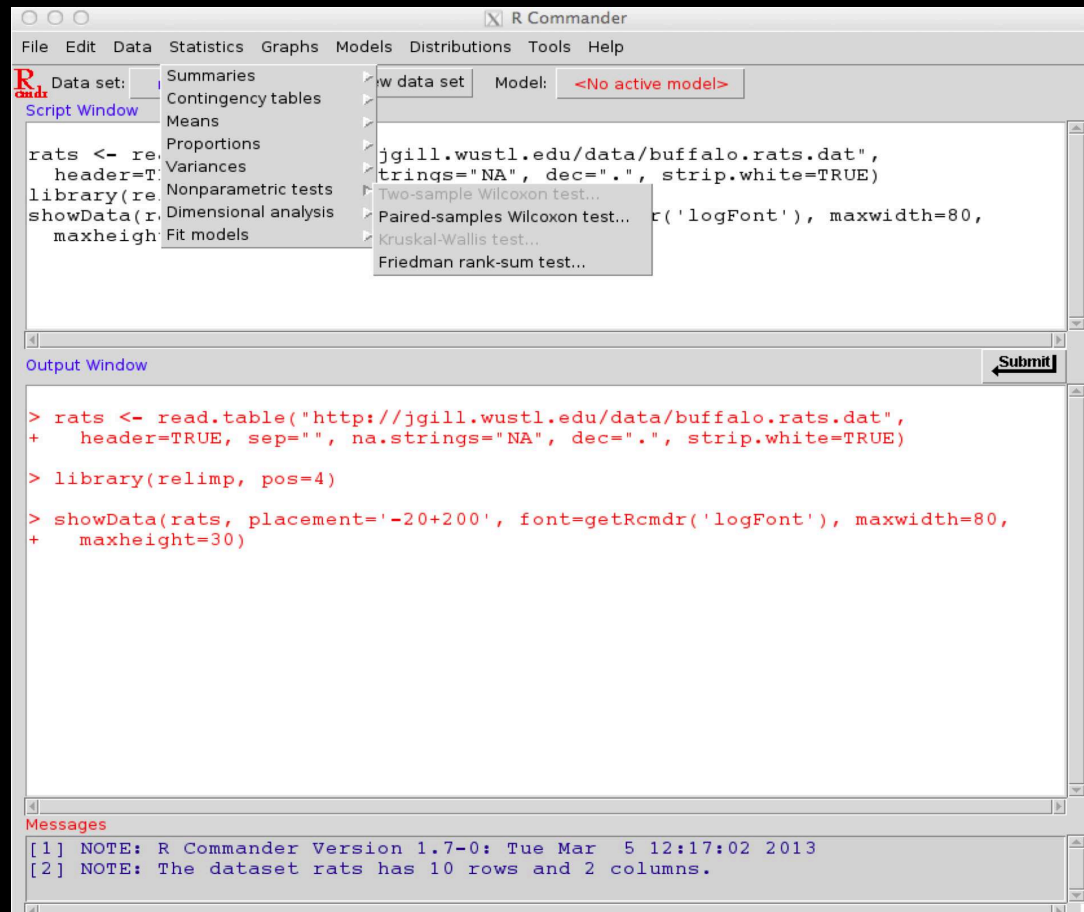 R Commander
File Edit Data Statistics Graphs Models Distributions Tools Help
R cmdr Data set: data set Model: <No active model>
Summaries
Contingency tables
Means
Proportions
Variances
Nonparametric tests
Dimensional analysis
Fit models
Two-sample Wilcoxon test...
Paired-samples Wilcoxon test...
Kruskal-Wallis test...
Friedman rank-sum test...
Script Window
rats <- re jgill.wustl.edu/data/buffalo.rats.dat",
header=T trings="NA", dec=".", strip.white=TRUE)
library(re
showData(r r('logFont'), maxwidth=80,
maxheigh
Output Window
Submit
> rats <- read.table("http://jgill.wustl.edu/data/buffalo.rats.dat",
+ header=TRUE, sep="", na.strings="NA", dec=".", strip.white=TRUE)
> library(relimp, pos=4)
> showData(rats, placement='-20+200', font=getRcmdr('logFont'), maxwidth=80,
+ maxheight=30)
Messages
[1] NOTE: R Commander Version 1.7-0: Tue Mar 5 12:17:02 2013
[2] NOTE: The dataset rats has 10 rows and 2 columns.